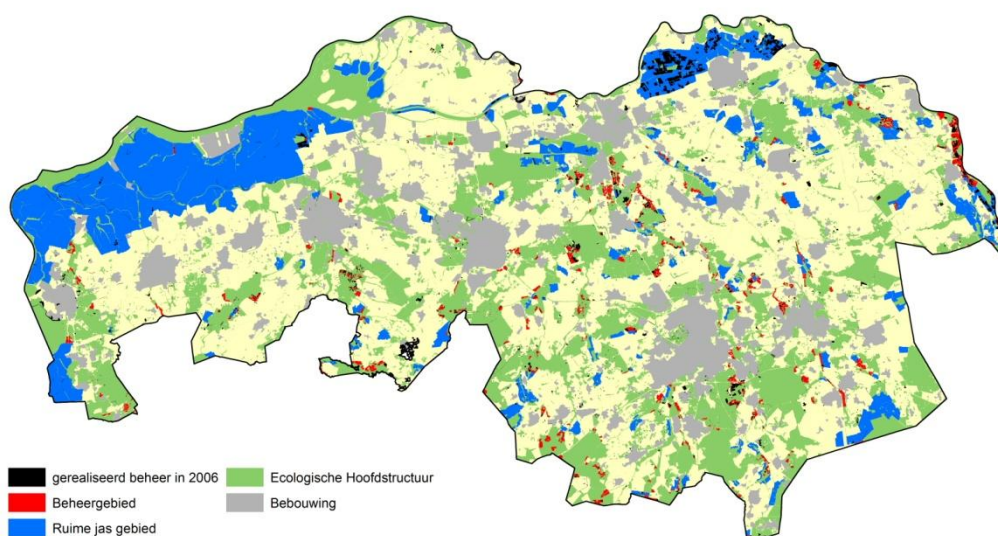 gerealiseerd beheer in 2006
Beheergebied
Ruime jas gebied
Ecologische Hoofdstructuur
Bebouwing